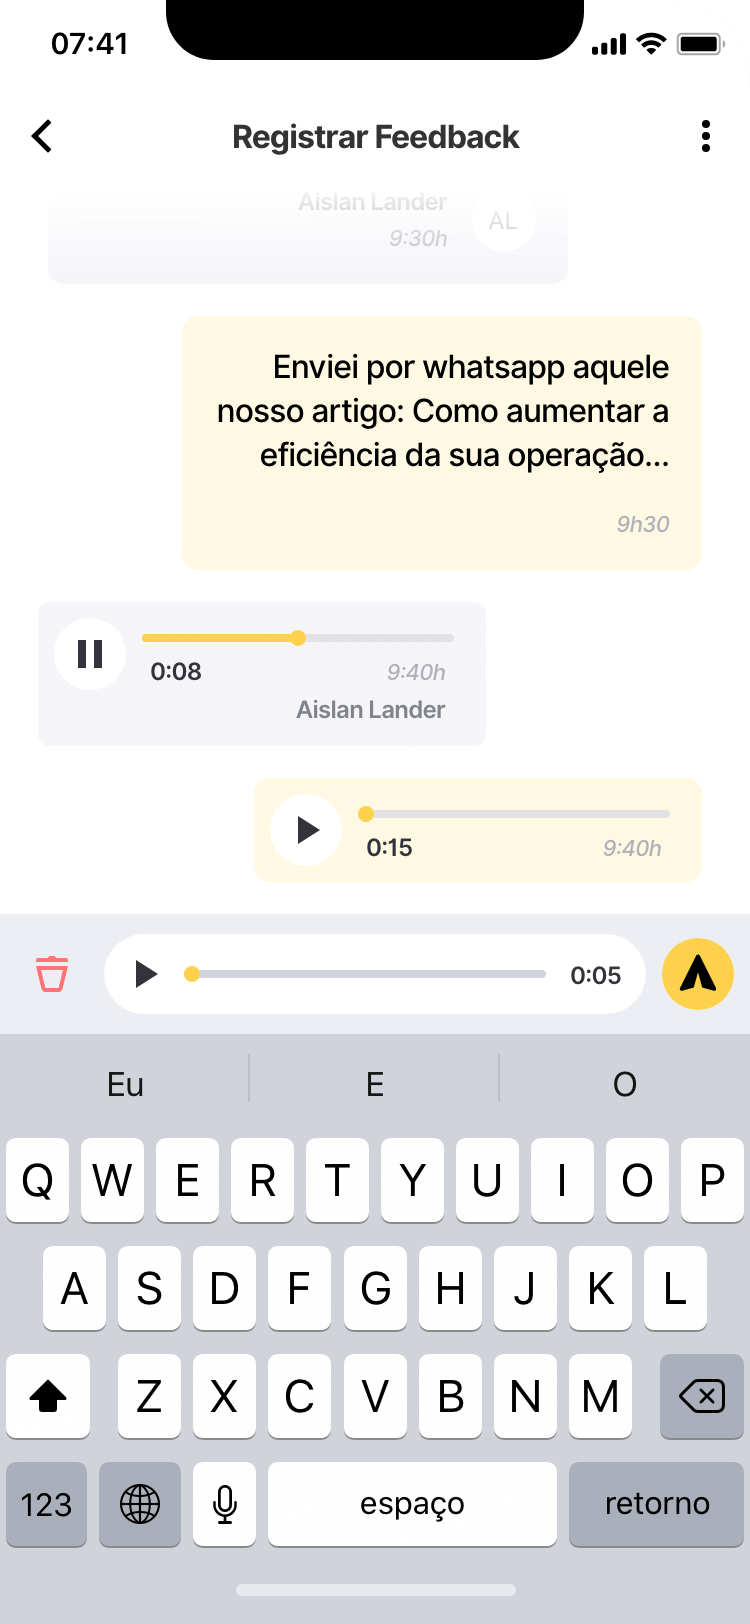 07:41
Registrar Feedback
Aislan Lander
AL
9:30h
Enviei por whatsapp aquele
nosso artigo: Como aumentar a
eficiência da sua operação...
9h30
0:08
9:40h
Aislan Lander
0:15
9:40h
0:05
Eu E O
Q W E R T Y U I O P
A S D F G H J K L
Z X C V B N M
123 espaço retorno